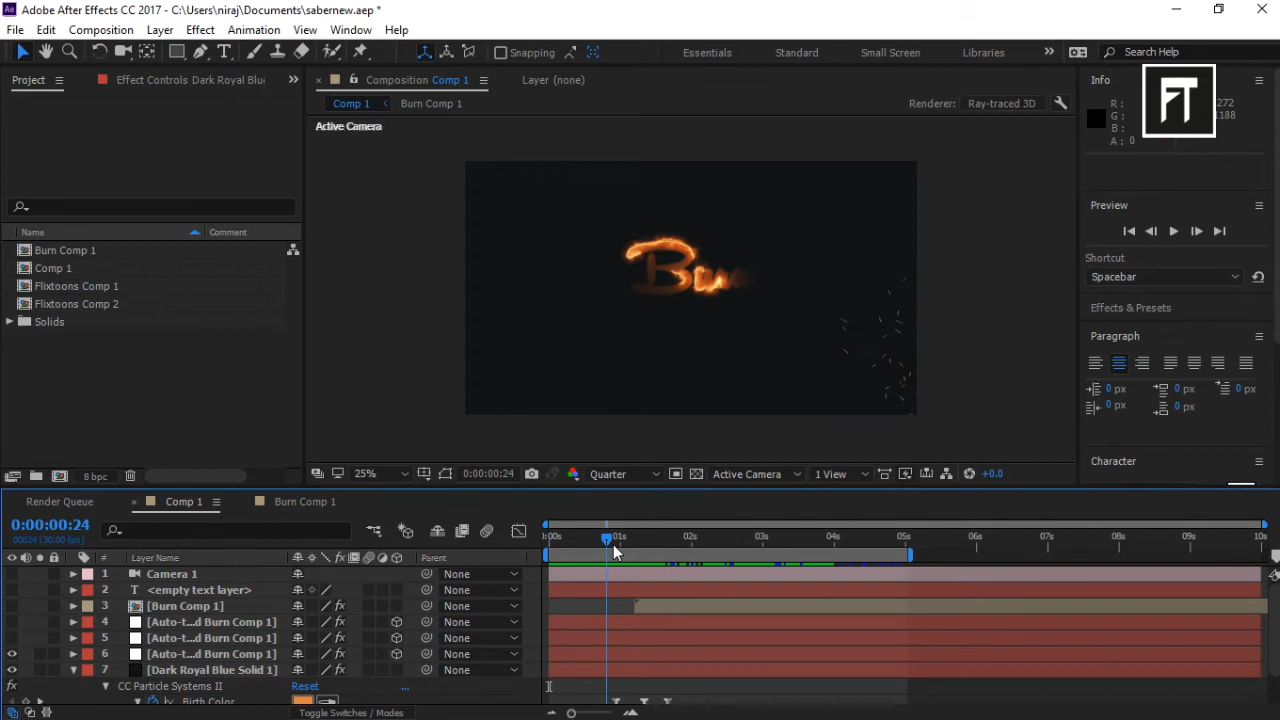 Adobe After Effects CC 2017 - C:\Users\niraj\Documents\sabernew.aep *
File Edit Composition Layer Effect Animation View Window Help
Snapping Essentials Standard Small Screen Libraries Search Help
Project Effect Controls Dark Royal Blu Composition Comp 1 Layer (none) Info
Comp 1 Burn Comp 1 Renderer: Ray-traced 3D
R : 272
G : 1188
B :
A : 0
FT
Active Camera
Burn
Preview
Shortcut
Spacebar
Effects & Presets
Paragraph
0 px 0 px 0 px
0 px 0 px
Character
Name Comment
Burn Comp 1
Comp 1
Flixtoons Comp 1
Flixtoons Comp 2
Solids
8 bpc 25% 0:00:00:24 Quarter Active Camera 1 View +0.0
Render Queue Comp 1 Burn Comp 1
0:00:00:24
00024 (30.00 fps)
:00s 01s 02s 03s 04s 05s 06s 07s 08s 09s 10s
# Layer Name Parent
1 Camera 1 None
2 T <empty text layer> None
3 [Burn Comp 1] None
4 [Auto-t...d Burn Comp 1] None
5 [Auto-t...d Burn Comp 1] None
6 [Auto-t...d Burn Comp 1] None
7 [Dark Royal Blue Solid 1] None
CC Particle Systems II Reset ...
Birth Color
Toggle Switches / Modes